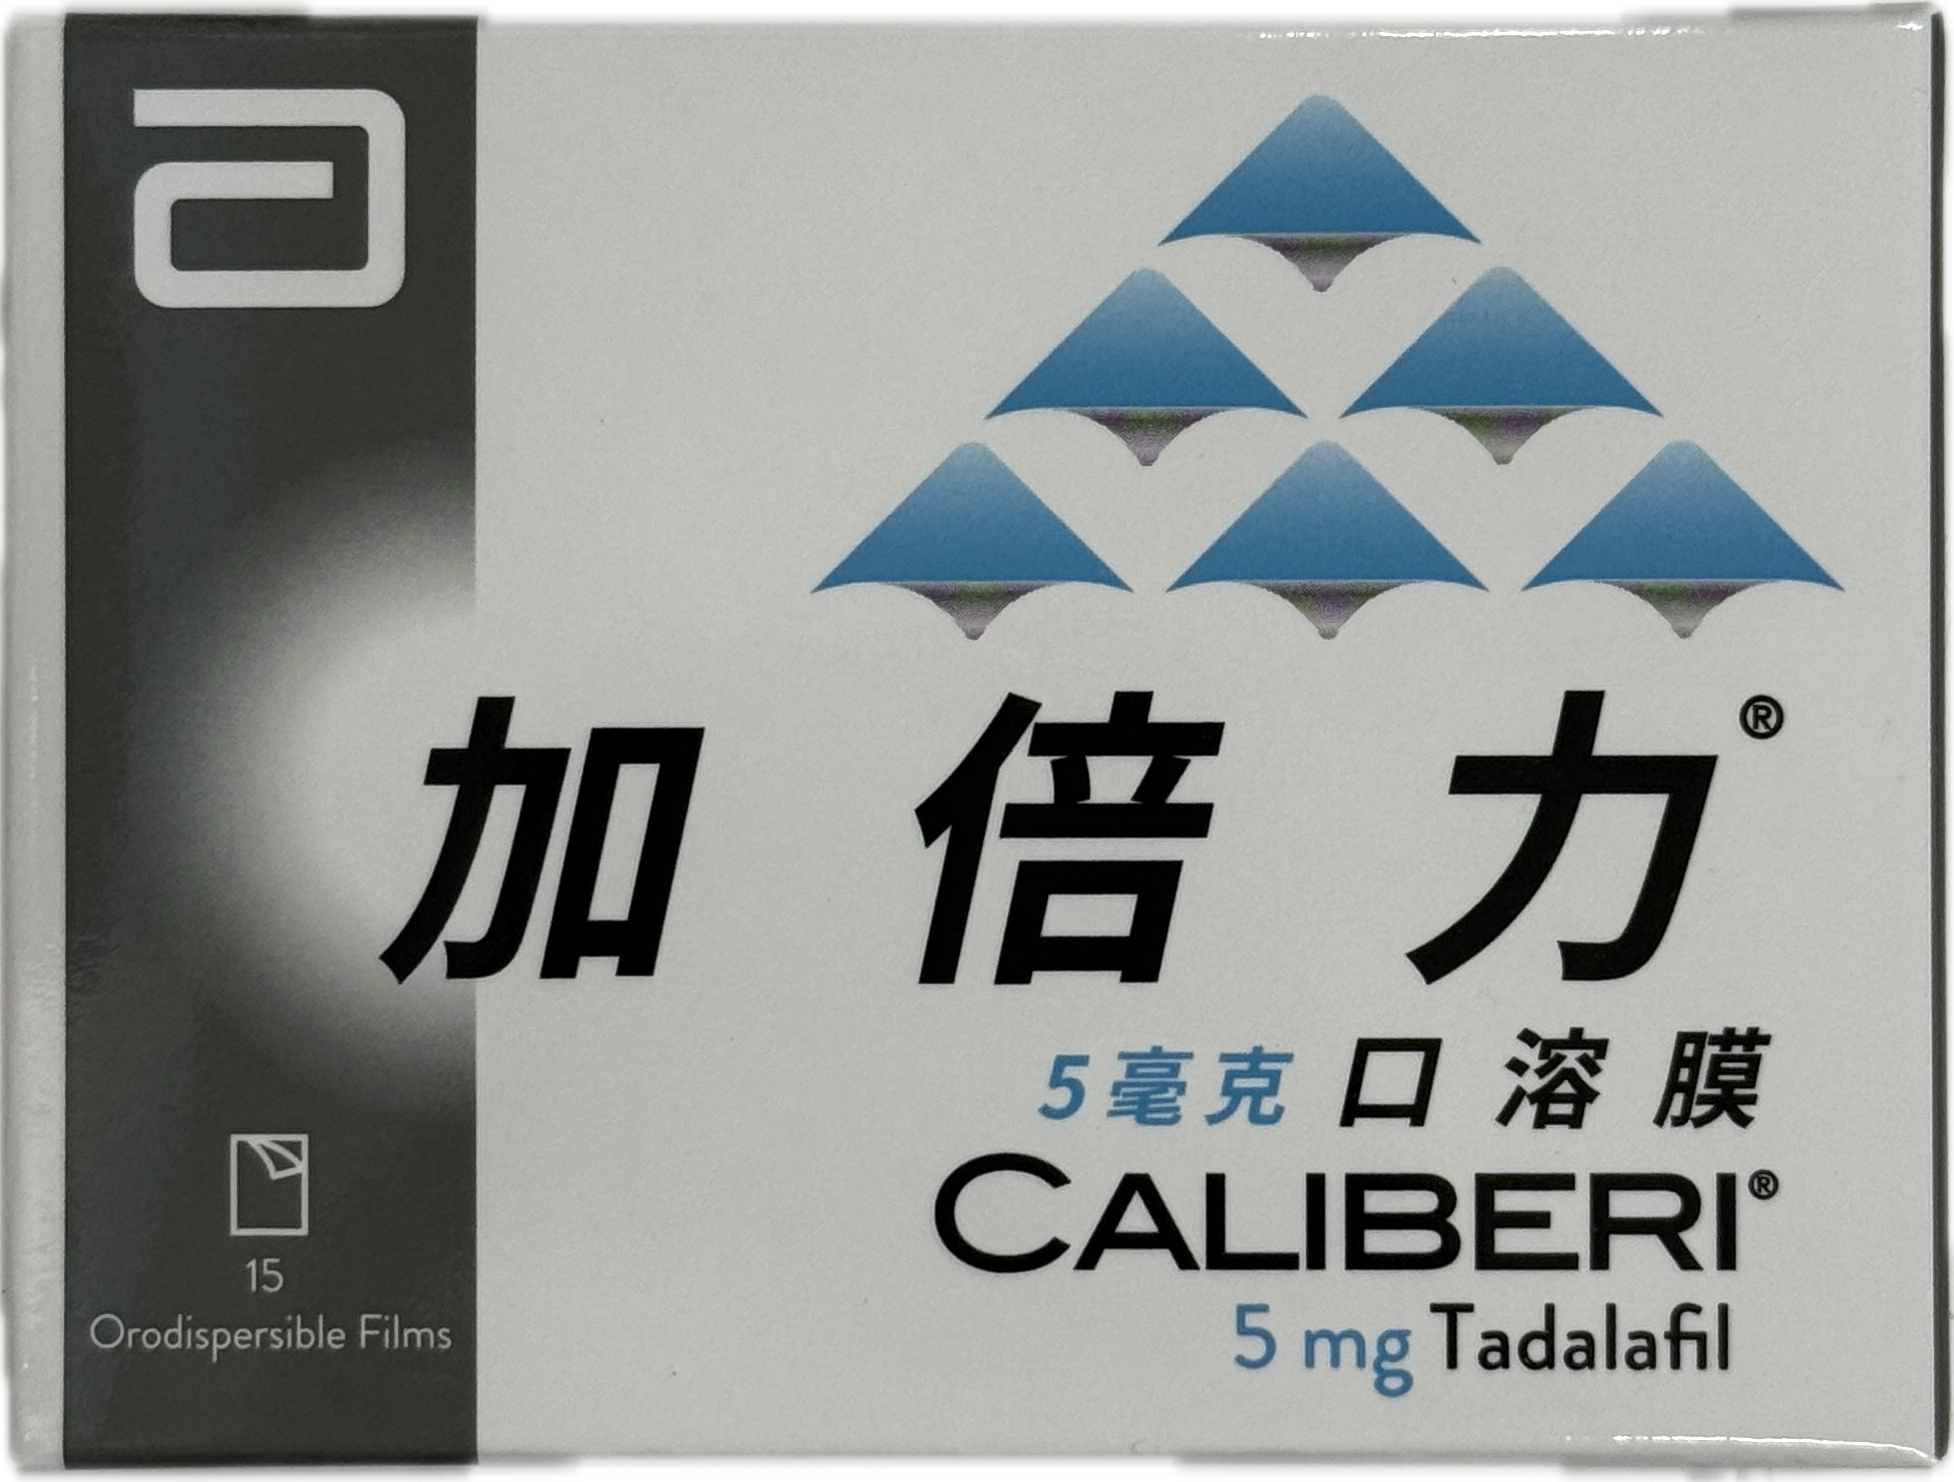 加倍力®
5毫克 口溶膜
CALIBERI®
5 mg Tadalafil
15
Orodispersible Films